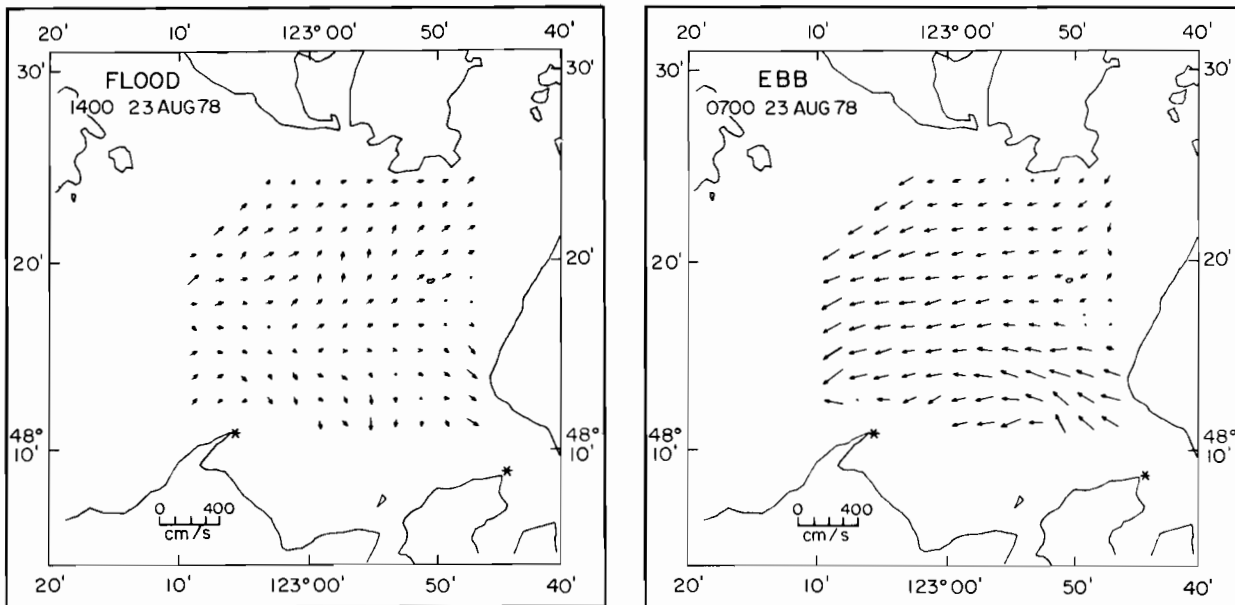 20' 10' 123° 00' 50' 40'
30' FLOOD 30'
1400 23 AUG 78
20' 20'
48° * 48°
10' 10'
*
0 400
cm/s
20' 10' 123° 00' 50' 40'
20' 10' 123° 00' 50' 40'
30' EBB 30'
0700 23 AUG 78
20' 20'
48° * 48°
10' 10'
*
0 400
cm/s
20' 10' 123° 00' 50' 40'